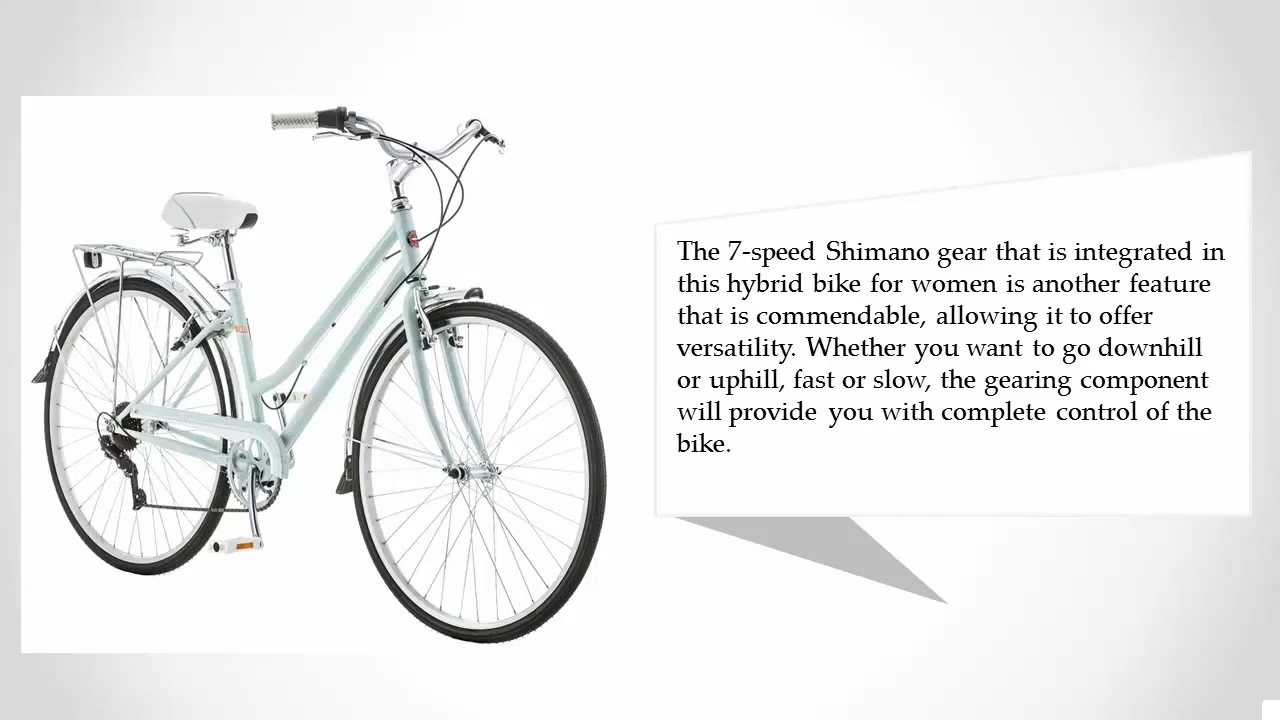 The 7-speed Shimano gear that is integrated in
this hybrid bike for women is another feature
that is commendable, allowing it to offer
versatility. Whether you want to go downhill
or uphill, fast or slow, the gearing component
will provide you with complete control of the
bike.